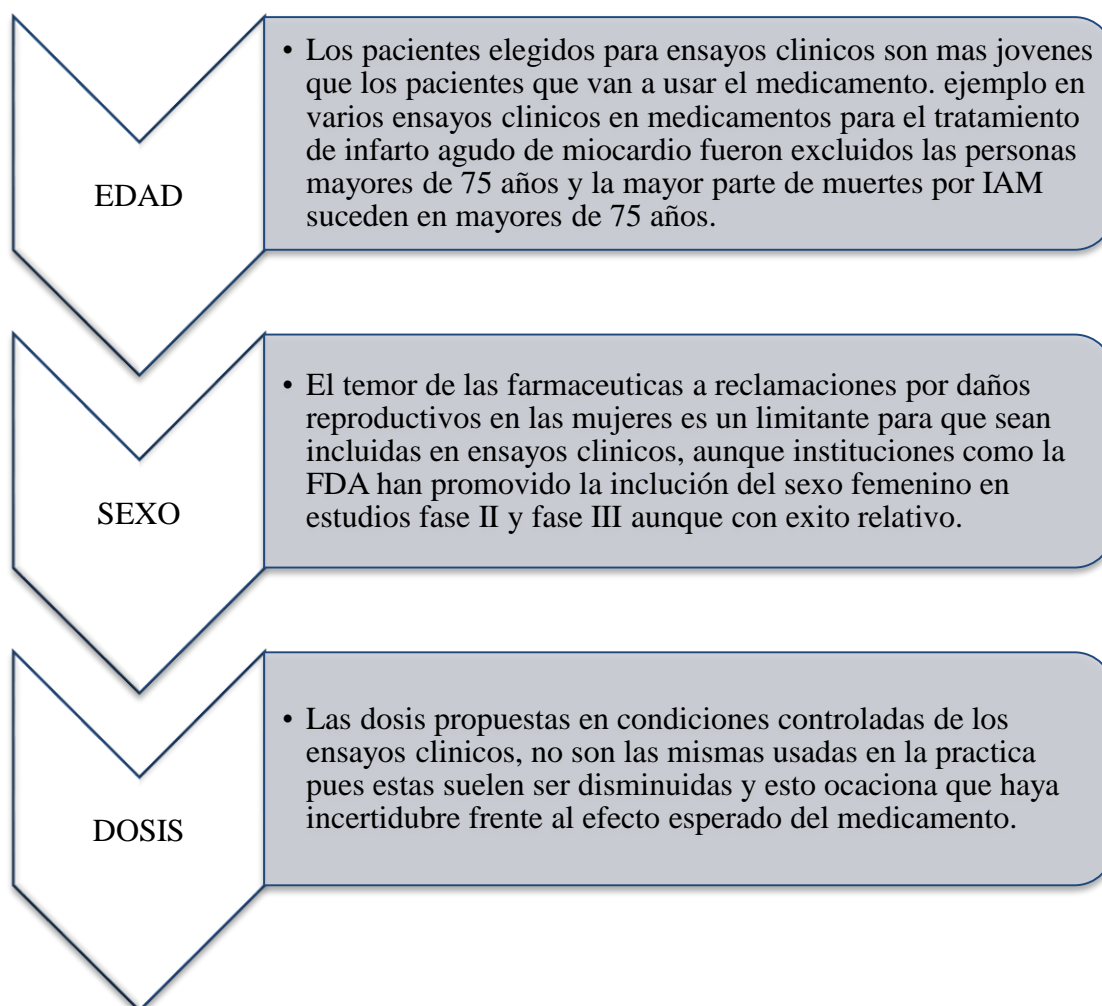 EDAD
• Los pacientes elegidos para ensayos clinicos son mas jovenes
que los pacientes que van a usar el medicamento. ejemplo en
varios ensayos clinicos en medicamentos para el tratamiento
de infarto agudo de miocardio fueron excluidos las personas
mayores de 75 años y la mayor parte de muertes por IAM
suceden en mayores de 75 años.
SEXO
• El temor de las farmaceuticas a reclamaciones por daños
reproductivos en las mujeres es un limitante para que sean
incluidas en ensayos clinicos, aunque instituciones como la
FDA han promovido la inclución del sexo femenino en
estudios fase II y fase III aunque con exito relativo.
DOSIS
• Las dosis propuestas en condiciones controladas de los
ensayos clinicos, no son las mismas usadas en la practica
pues estas suelen ser disminuidas y esto ocaciona que haya
incertidubre frente al efecto esperado del medicamento.